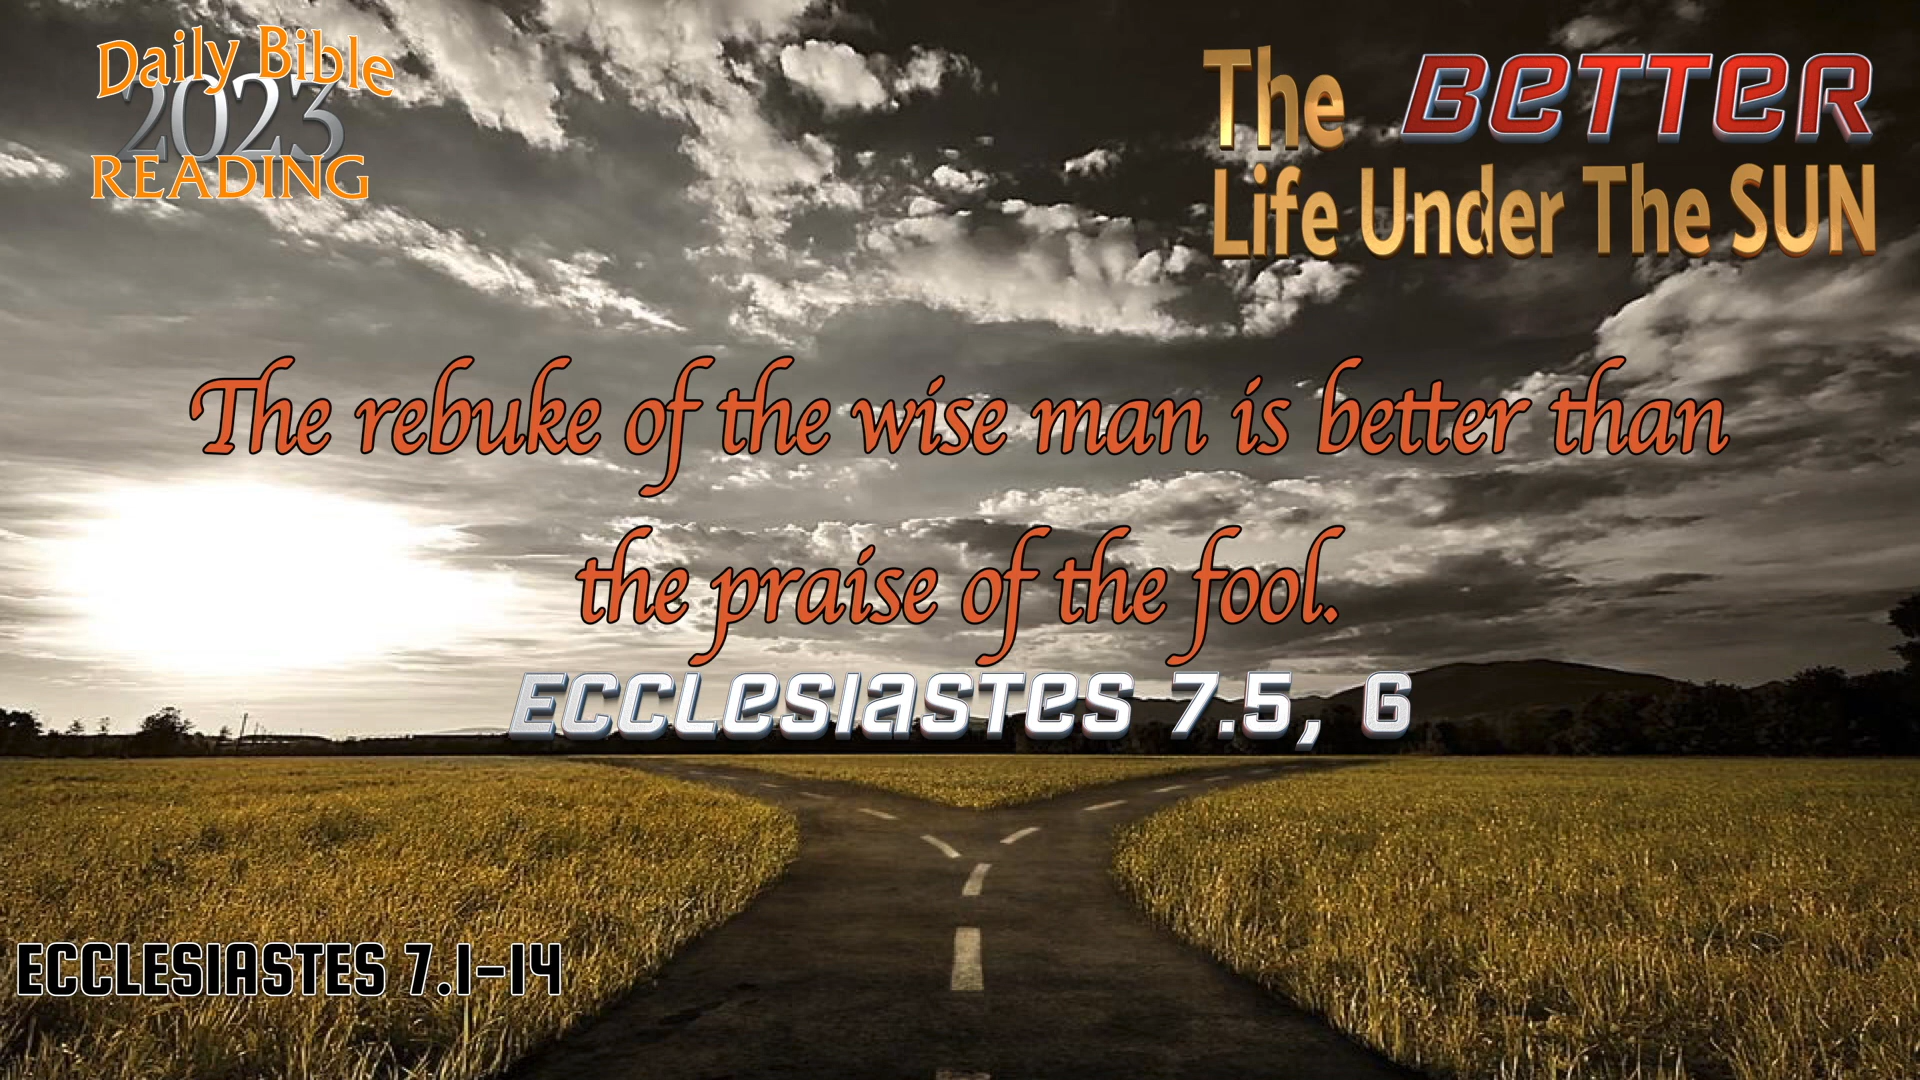 Daily Bible
2023
READING
The BETTER
Life Under The SUN
The rebuke of the wise man is better than
the praise of the fool.
Ecclesiastes 7.5, 6
ECCLESIASTES 7.1-14